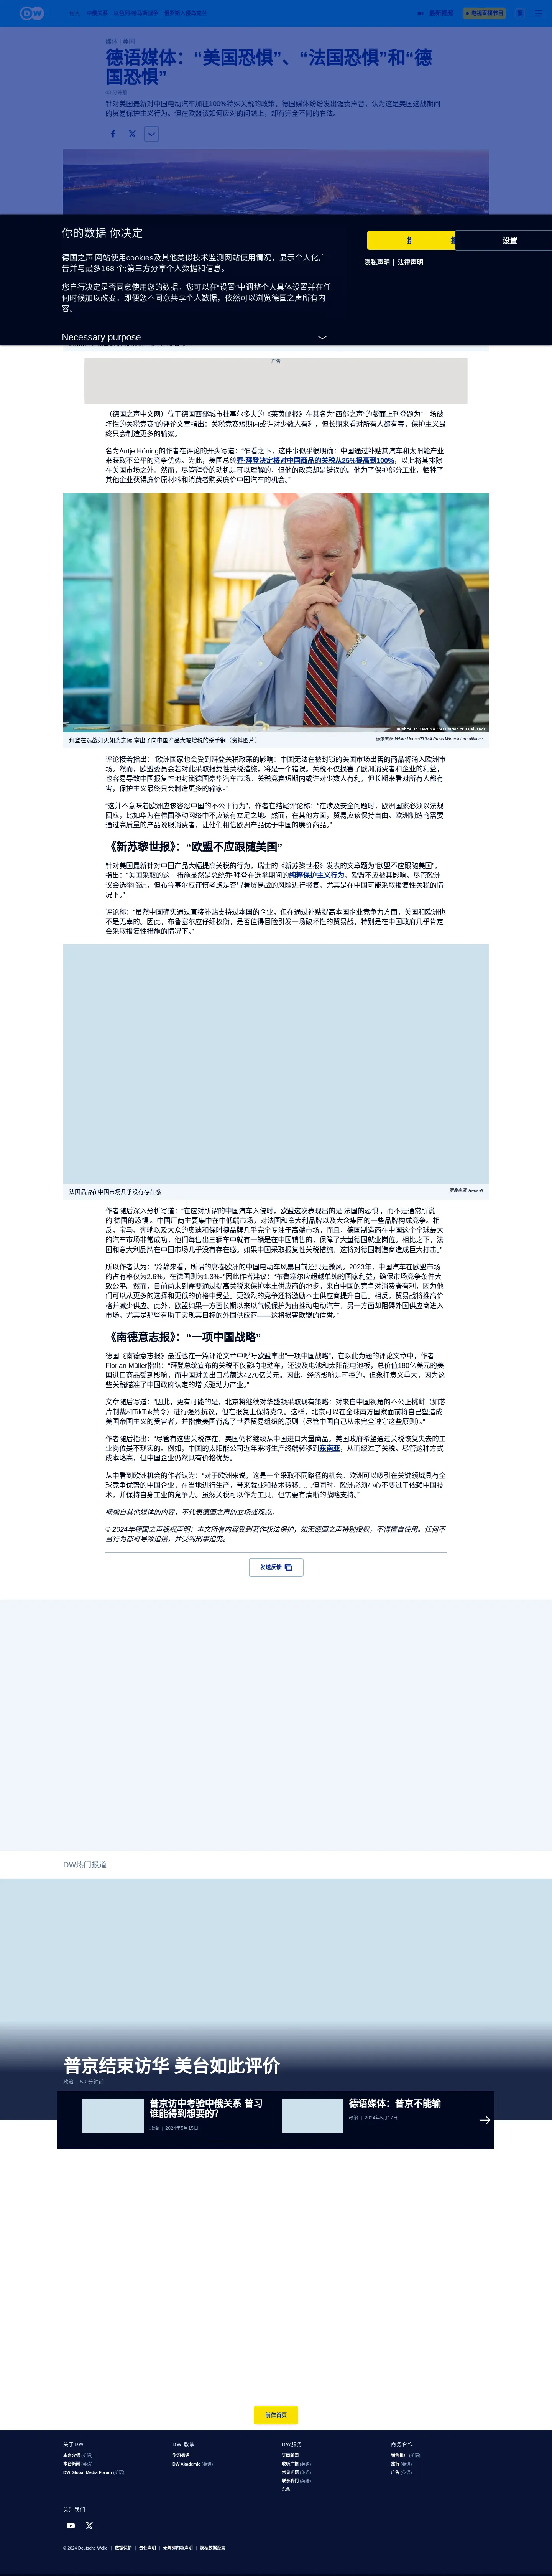 DW
中俄关系
以色列-哈马斯战争
俄罗斯入侵乌克兰
最新视频
电视直播节目
媒体 | 美国
德语媒体：“美国恐惧”、“法国恐惧”和“德
国恐惧”
43 分钟前
针对美国最新对中国电动汽车加征100%特殊关税的政策，德国媒体纷纷发出谴责声音，认为这是美国选战期间
的贸易保护主义行为。但在欧盟该如何应对的问题上，却有完全不同的看法。
你的数据 你决定
德国之声'网站使用cookies及其他类似技术监测网站使用情况，显示个人化广
告并与最多168 个;第三方分享个人数据和信息。
您自行决定是否同意使用您的数据。您可以在“设置”中调整个人具体设置并在任
何时候加以改变。即便您不同意共享个人数据，依然可以浏览德国之声所有内
容。
设置
隐私声明 | 法律声明
Necessary purpose
广告
（德国之声中文网）位于德国西部城市杜塞尔多夫的《莱茵邮报》在其名为“西部之声”的版面上刊登题为“一场破
坏性的关税竞赛”的评论文章指出：关税竞赛短期内或许对少数人有利，但长期来看对所有人都有害，保护主义最
终只会制造更多的输家。
名为Antje Höning的作者在评论的开头写道：“乍看之下，这件事似乎很明确：中国通过补贴其汽车和太阳能产业
来获取不公平的竞争优势。为此，美国总统乔·拜登决定将对中国商品的关税从25%提高到100%，以此将其排除
在美国市场之外。然而，尽管拜登的动机是可以理解的，但他的政策却是错误的。他为了保护部分工业，牺牲了
其他企业获得廉价原材料和消费者购买廉价中国汽车的机会。”
© White House/ZUMA Press Wire/picture alliance
拜登在选战如火如荼之际 拿出了向中国产品大幅增税的杀手锏（资料图片）
图像来源: White House/ZUMA Press Wire/picture alliance
评论接着指出：“欧洲国家也会受到拜登关税政策的影响：中国无法在被封锁的美国市场出售的商品将涌入欧洲市
场。然而，欧盟委员会若对此采取报复性关税措施，将是一个错误。关税不仅损害了欧洲消费者和企业的利益，
也容易导致中国报复性地封锁德国豪华汽车市场。关税竞赛短期内或许对少数人有利，但长期来看对所有人都有
害，保护主义最终只会制造更多的输家。”
“这并不意味着欧洲应该容忍中国的不公平行为”，作者在结尾评论称：“在涉及安全问题时，欧洲国家必须以法规
回应，比如华为在德国移动网络中不应该有立足之地。然而，在其他方面，贸易应该保持自由。欧洲制造商需要
通过高质量的产品说服消费者，让他们相信欧洲产品优于中国的廉价商品。”
《新苏黎世报》：“欧盟不应跟随美国”
针对美国最新针对中国产品大幅提高关税的行为，瑞士的《新苏黎世报》发表的文章题为“欧盟不应跟随美国”。
指出：“美国采取的这一措施显然是总统乔·拜登在选举期间的纯粹保护主义行为，欧盟不应被其影响。尽管欧洲
议会选举临近，但布鲁塞尔应谨慎考虑是否冒着贸易战的风险进行报复，尤其是在中国可能采取报复性关税的情
况下。”
评论称：“虽然中国确实通过直接补贴支持过本国的企业，但在通过补贴提高本国企业竞争力方面，美国和欧洲也
不是无辜的。因此，布鲁塞尔应仔细权衡，是否值得冒险引发一场破坏性的贸易战，特别是在中国政府几乎肯定
会采取报复性措施的情况下。”
法国品牌在中国市场几乎没有存在感
图像来源: Renault
作者随后深入分析写道：“在应对所谓的中国汽车入侵时，欧盟这次表现出的是‘法国的恐惧’，而不是通常所说
的‘德国的恐惧’。中国厂商主要集中在中低端市场，对法国和意大利品牌以及大众集团的一些品牌构成竞争。相
反，宝马、奔驰以及大众的奥迪和保时捷品牌几乎完全专注于高端市场。而且，德国制造商在中国这个全球最大
的汽车市场非常成功，他们每售出三辆车中就有一辆是在中国销售的，保障了大量德国就业岗位。相比之下，法
国和意大利品牌在中国市场几乎没有存在感。如果中国采取报复性关税措施，这将对德国制造商造成巨大打击。”
所以作者认为：“冷静来看，所谓的席卷欧洲的中国电动车风暴目前还只是微风。2023年，中国汽车在欧盟市场
的占有率仅为2.6%，在德国则为1.3%。”因此作者建议：“布鲁塞尔应超越单纯的国家利益，确保市场竞争条件大
致公平。然而，目前尚未到需要通过提高关税来保护本土供应商的地步。来自中国的竞争对消费者有利，因为他
们可以从更多的选择和更低的价格中受益。更激烈的竞争还将激励本土供应商提升自己。相反，贸易战将推高价
格并减少供应。此外，欧盟如果一方面长期以来以气候保护为由推动电动汽车，另一方面却阻碍外国供应商进入
市场，尤其是那些有助于实现其目标的外国供应商——这将损害欧盟的信誉。”
《南德意志报》：“一项中国战略”
德国《南德意志报》最近也在一篇评论文章中呼吁欧盟拿出“一项中国战略”，在以此为题的评论文章中，作者
Florian Müller指出：“拜登总统宣布的关税不仅影响电动车，还波及电池和太阳能电池板，总价值180亿美元的美
国进口商品受到影响，而中国对美出口总额达4270亿美元。因此，经济影响是可控的，但象征意义重大，因为这
些关税瞄准了中国政府认定的增长驱动力产业。”
文章随后写道：“因此，更有可能的是，北京将继续对华盛顿采取现有策略：对来自中国视角的不公正挑衅（如芯
片制裁和TikTok禁令）进行强烈抗议，但在报复上保持克制。这样，北京可以在全球南方国家面前将自己塑造成
美国帝国主义的受害者，并指责美国背离了世界贸易组织的原则（尽管中国自己从未完全遵守这些原则）。”
作者随后指出：“尽管有这些关税存在，美国仍将继续从中国进口大量商品。美国政府希望通过关税恢复失去的工
业岗位是不现实的。例如，中国的太阳能公司近年来将生产终端转移到东南亚，从而绕过了关税。尽管这种方式
成本略高，但中国企业仍然具有价格优势。
从中看到欧洲机会的作者认为：“对于欧洲来说，这是一个采取不同路径的机会。欧洲可以吸引在关键领域具有全
球竞争优势的中国企业，在当地进行生产，带来就业和技术转移……但同时，欧洲必须小心不要过于依赖中国技
术，并保持自身工业的竞争力。虽然关税可以作为工具，但需要有清晰的战略支持。”
摘编自其他媒体的内容，不代表德国之声的立场或观点。
© 2024年德国之声版权声明：本文所有内容受到著作权法保护，如无德国之声特别授权，不得擅自使用。任何不
当行为都将导致追偿，并受到刑事追究。
发送反馈
DW热门报道
普京结束访华 美台如此评价
政治 | 53 分钟前
普京访中考验中俄关系 普习
谁能得到想要的？
政治 | 2024年5月15日
德语媒体：普京不能输
政治 | 2024年5月17日
前往首页
关于DW
本台介绍 (英语)
本台新闻 (英语)
DW Global Media Forum (英语)
DW 教学
学习德语
DW Akademie (英语)
DW服务
订阅新闻
收听广播 (英语)
常见问题 (英语)
联系我们 (英语)
头条
商务合作
销售推广 (英语)
旅行 (英语)
广告 (英语)
关注我们
© 2024 Deutsche Welle | 数据保护 | 责任声明 | 无障碍内容声明 | 隐私数据设置